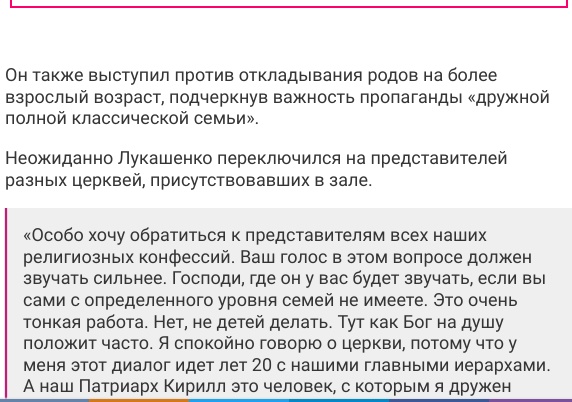 Он также выступил против откладывания родов на более
взрослый возраст, подчеркнув важность пропаганды «дружной
полной классической семьи».
Неожиданно Лукашенко переключился на представителей
разных церквей, присутствовавших в зале.
«Особо хочу обратиться к представителям всех наших
религиозных конфессий. Ваш голос в этом вопросе должен
звучать сильнее. Господи, где он у вас будет звучать, если вы
сами с определенного уровня семей не имеете. Это очень
тонкая работа. Нет, не детей делать. Тут как Бог на душу
положит часто. Я спокойно говорю о церкви, потому что у
меня этот диалог идет лет 20 с нашими главными иерархами.
А наш Патриарх Кирилл это человек, с которым я дружен